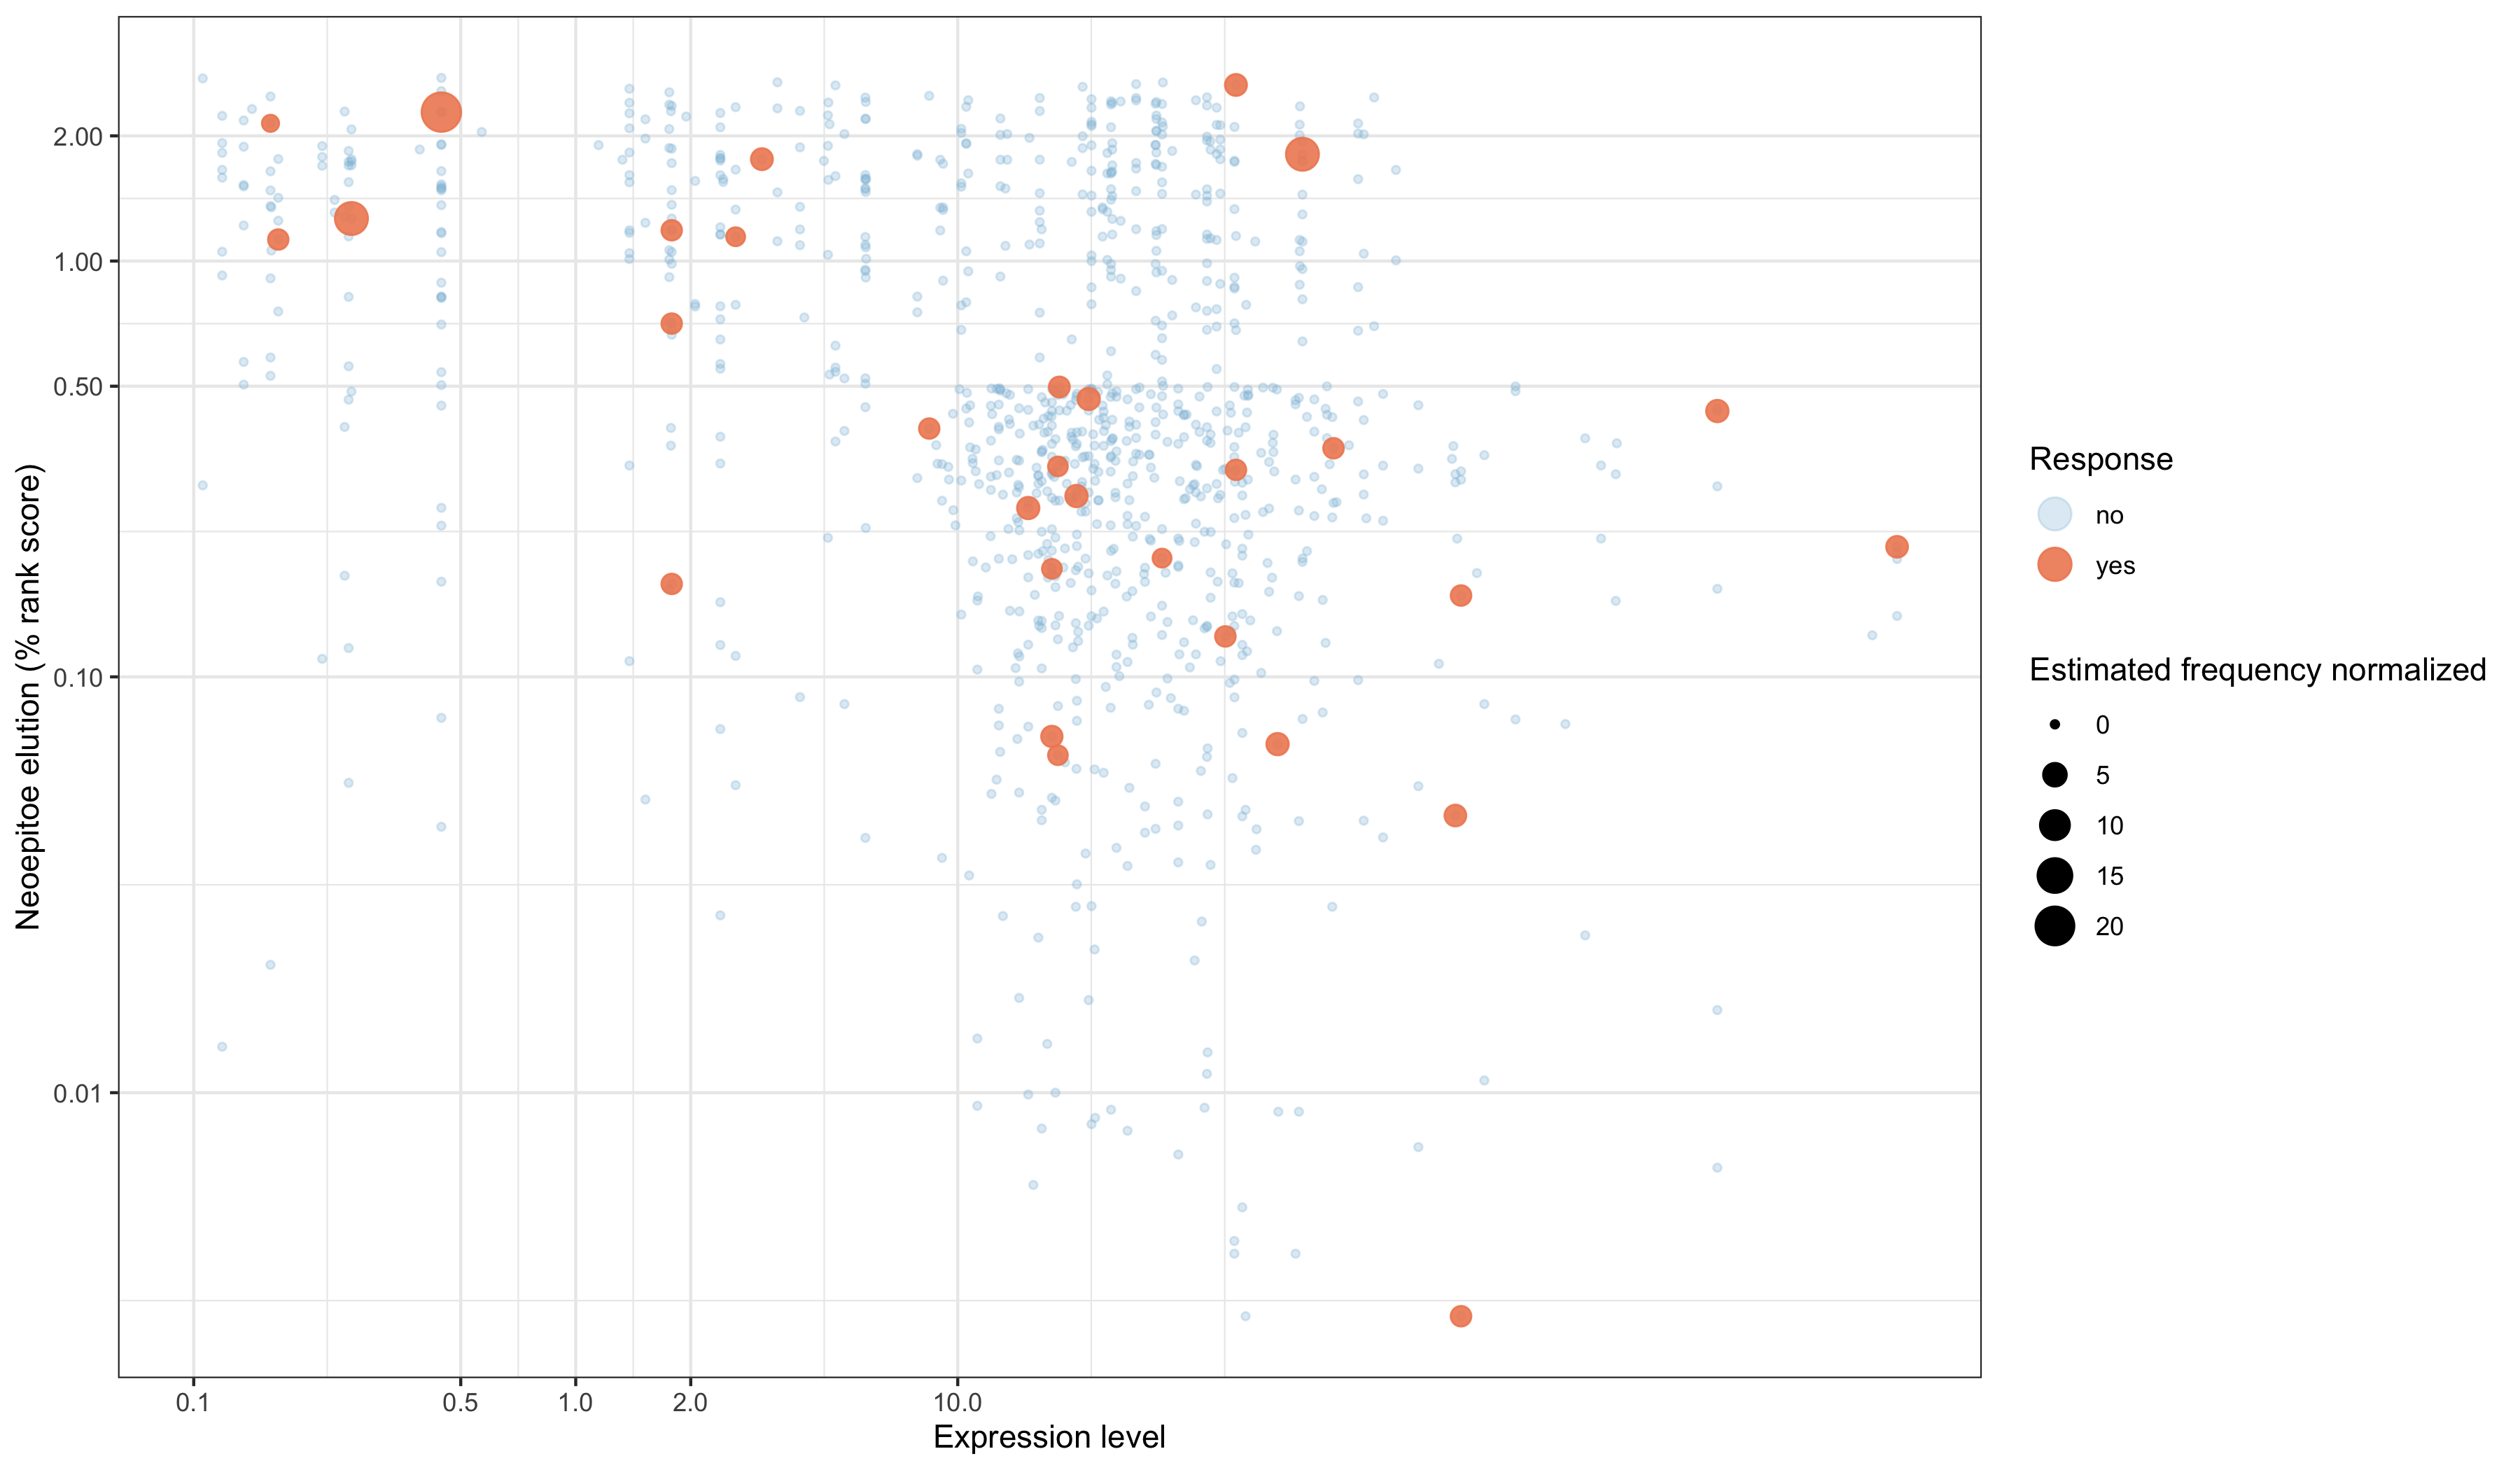 Neoepitoe elution (% rank score)
2.00
1.00
0.50
0.10
0.01
0.1
0.5
1.0
2.0
10.0
Expression level
Response
no
yes
Estimated frequency normalized
0
5
10
15
20